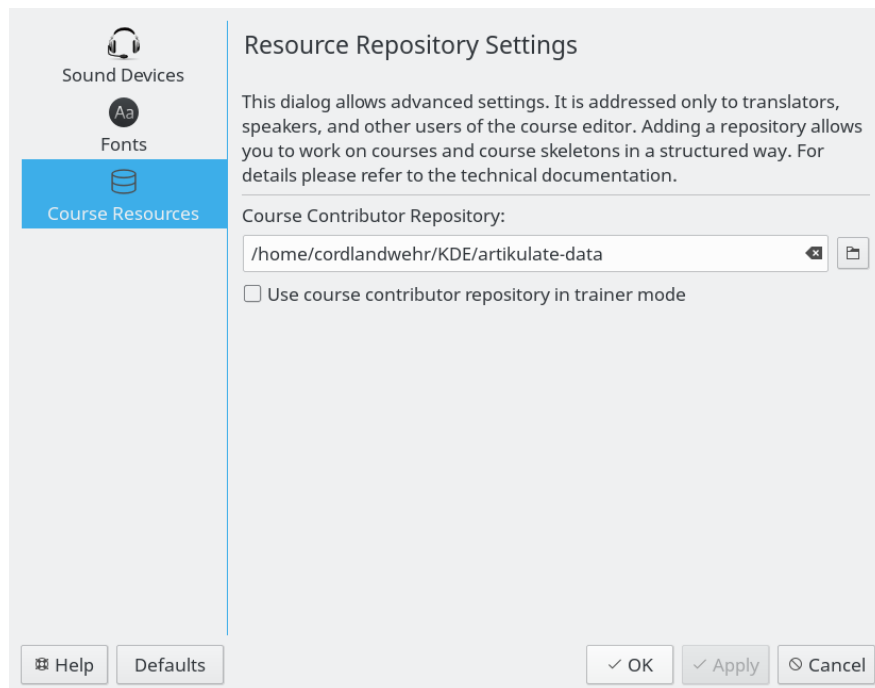 Sound Devices
Aa
Fonts
Course Resources
Resource Repository Settings
This dialog allows advanced settings. It is addressed only to translators,
speakers, and other users of the course editor. Adding a repository allows
you to work on courses and course skeletons in a structured way. For
details please refer to the technical documentation.
Course Contributor Repository:
/home/cordlandwehr/KDE/artikulate-data
Use course contributor repository in trainer mode
Help
Defaults
OK
Apply
Cancel